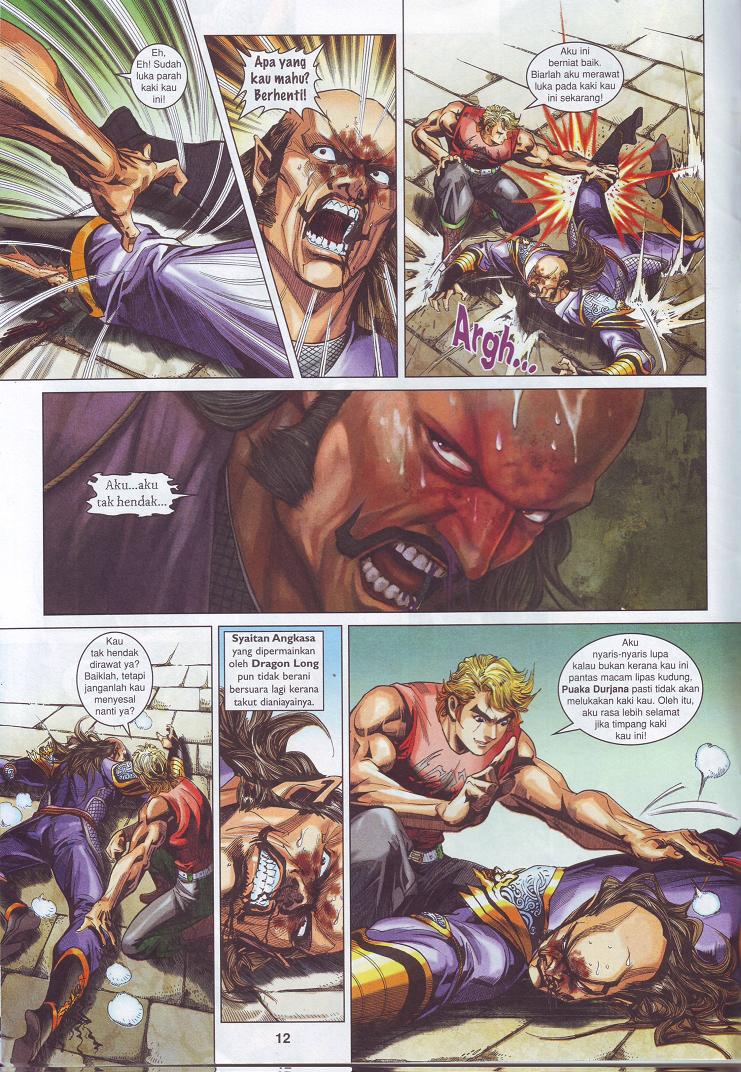 Eh,
Eh! Sudah
luka parah
kaki kau
ini!
Apa yang
kau mahu?
Berhenti!
Aku ini
berniat baik.
Biarlah aku merawat
luka pada kaki kau
ini sekarang!
Argh...
Aku...aku
tak hendak...
Kau
tak hendak
dirawat ya?
Baiklah, tetapi
janganlah kau
menyesal
nanti ya?
Syaitan Angkasa
yang dipermainkan
oleh Dragon Long
pun tidak berani
bersuara lagi kerana
takut dianiayainya.
Aku
nyaris-nyaris lupa
kalau bukan kerana kau ini
pantas macam lipas kudung,
Puaka Durjana pasti tidak akan
melukakan kaki kau. Oleh itu,
aku rasa lebih selamat
jika timpang kaki
kau ini!
12